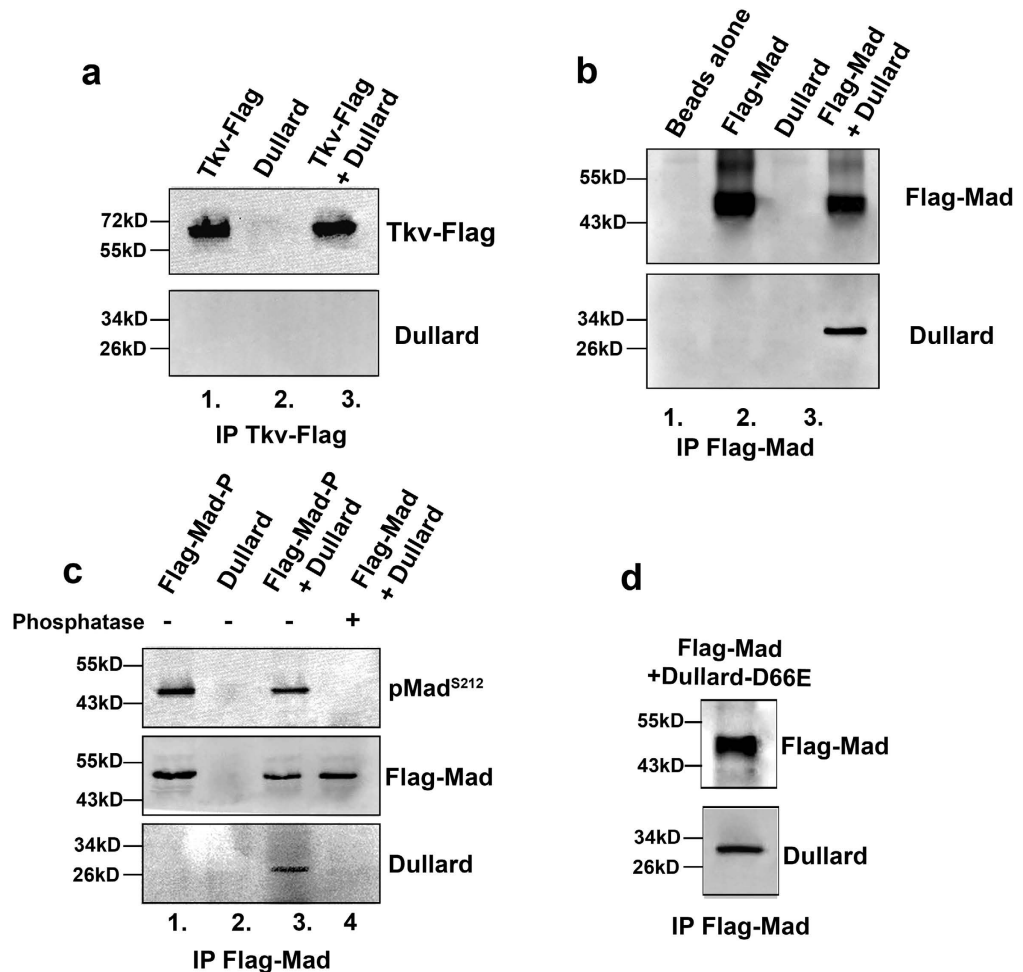 a
Tkv-Flag
Dullard
Tkv-Flag
+ Dullard
72kD
55kD
Tkv-Flag
34kD
26kD
Dullard
1. 2. 3.
IP Tkv-Flag
b
Beads alone
Flag-Mad
Dullard
Flag-Mad
+ Dullard
55kD
43kD
Flag-Mad
34kD
26kD
Dullard
1. 2. 3.
IP Flag-Mad
c
Flag-Mad-P
Dullard
Flag-Mad-P
+ Dullard
Flag-Mad
+ Dullard
Phosphatase - - - +
55kD
43kD
pMadS212
55kD
43kD
Flag-Mad
34kD
26kD
Dullard
1. 2. 3. 4
IP Flag-Mad
d
Flag-Mad
+Dullard-D66E
55kD
43kD
Flag-Mad
34kD
26kD
Dullard
IP Flag-Mad